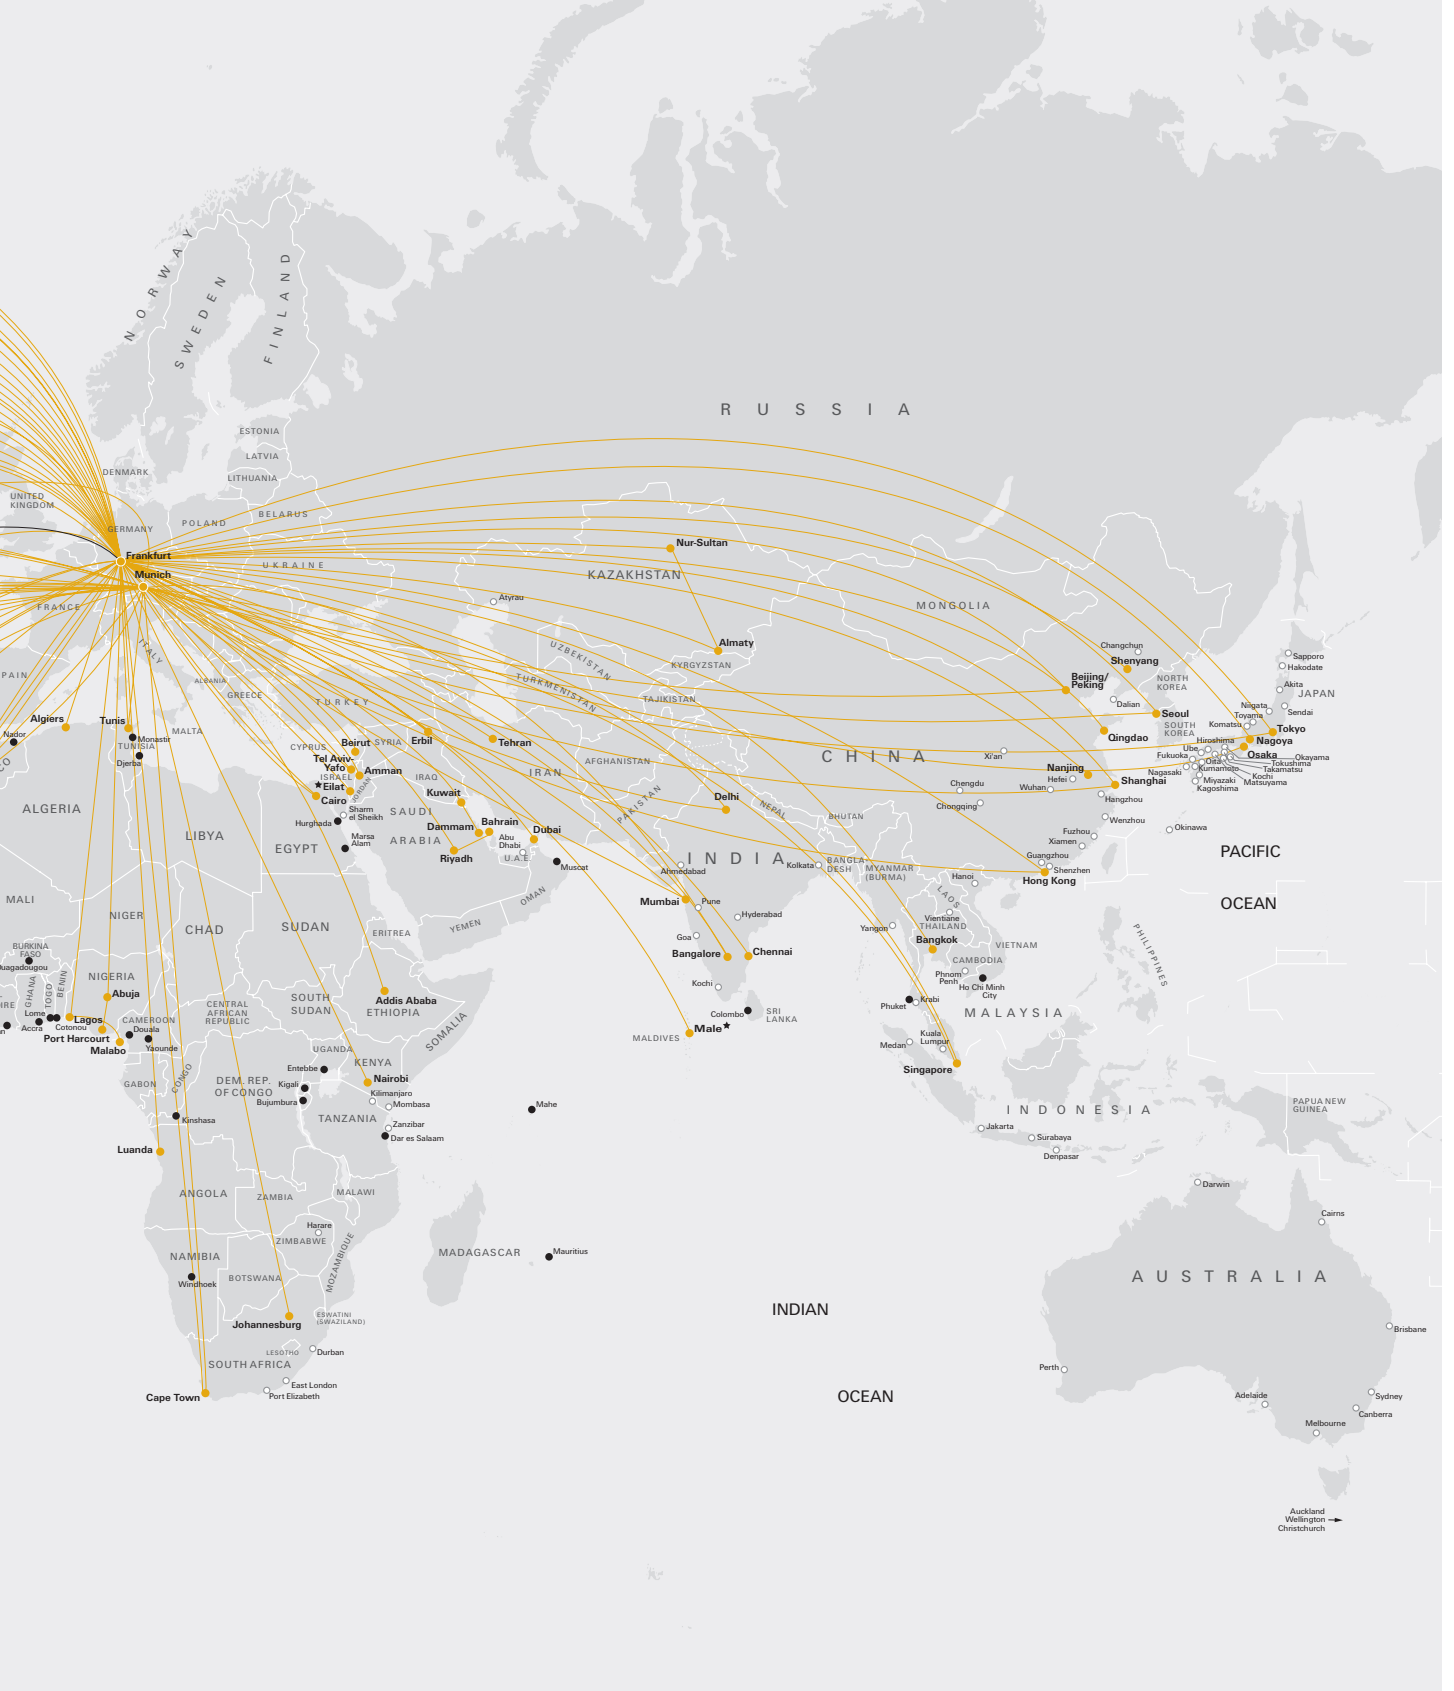 NORWAY
SWEDEN
FINLAND
RUSSIA
ESTONIA
LATVIA
LITHUANIA
DENMARK
UNITED
KINGDOM
BELARUS
POLAND
GERMANY
Frankfurt
Munich
UKRAINE
FRANCE
ITALY
PAIN
ALBANIA
GREECE
TURKEY
MALTA
Nur-Sultan
KAZAKHSTAN
Atyrau
Almaty
UZBEKISTAN
KYRGYZSTAN
TURKMENISTAN
TAJIKISTAN
MONGOLIA
Changchun
Shenyang
Beijing/
Peking
NORTH
KOREA
Dalian
Seoul
SOUTH
KOREA
Qingdao
Sapporo
Hakodate
Akita
JAPAN
Niigata
Sendai
Toyama
Komatsu
Tokyo
Nagoya
Hiroshima
Ube
Osaka
Okayama
Fukuoka
Oita
Tokushima
Takamatsu
Kumamoto
Kochi
Nagasaki
Matsuyama
Miyazaki
Kagoshima
Algiers
Nador
Tunis
Monastir
TUNISIA
Djerba
CO
CYPRUS
Beirut
SYRIA
Erbil
Tehran
Tel Aviv-
Yafo
Amman
ISRAEL
Eilat
JORDAN
IRAQ
IRAN
AFGHANISTAN
Cairo
Kuwait
PAKISTAN
Delhi
NEPAL
CHINA
Xi'an
Nanjing
Hefei
Chengdu
Wuhan
Shanghai
Hangzhou
Chongqing
BHUTAN
Wenzhou
Fuzhou
Xiamen
Okinawa
PACIFIC
OCEAN
Guangzhou
Shenzhen
Hong Kong
ALGERIA
LIBYA
EGYPT
Hurghada
Sharm
el Sheikh
Marsa
Alam
SAUDI
ARABIA
Dammam
Bahrain
Riyadh
Abu
Dhabi
U.A.E.
Dubai
Muscat
OMAN
YEMEN
INDIA
Ahmedabad
Kolkata
BANGLA-
DESH
MYANMAR
(BURMA)
Hanoi
LAOS
Mumbai
Pune
Hyderabad
Goa
Bangalore
Chennai
Kochi
Colombo
SRI
LANKA
Male
MALDIVES
Yangon
Vientiane
THAILAND
Bangkok
VIETNAM
CAMBODIA
Phnom
Penh
Ho Chi Minh
City
PHILIPPINES
Phuket
Krabi
MALAYSIA
Medan
Kuala
Lumpur
Singapore
MALI
NIGER
CHAD
SUDAN
ERITREA
BURKINA
FASO
uagadougou
NIGERIA
Abuja
IRE
GHANA
TOGO
BENIN
Lome
Accra
Cotonou
Lagos
Port Harcourt
Malabo
CAMEROON
Douala
Yaounde
CENTRAL
AFRICAN
REPUBLIC
SOUTH
SUDAN
Addis Ababa
ETHIOPIA
SOMALIA
UGANDA
Entebbe
KENYA
Nairobi
GABON
CONGO
DEM. REP.
OF CONGO
Kigali
Bujumbura
Kilimanjaro
Mombasa
TANZANIA
Zanzibar
Dar es Salaam
Kinshasa
Mahe
Luanda
ANGOLA
ZAMBIA
MALAWI
Harare
ZIMBABWE
MOZAMBIQUE
MADAGASCAR
Mauritius
NAMIBIA
Windhoek
BOTSWANA
Johannesburg
ESWATINI
(SWAZILAND)
LESOTHO
Durban
SOUTH AFRICA
East London
Port Elizabeth
Cape Town
INDIAN
OCEAN
INDONESIA
Jakarta
Surabaya
Denpasar
PAPUA NEW
GUINEA
Darwin
Cairns
AUSTRALIA
Brisbane
Perth
Adelaide
Sydney
Canberra
Melbourne
Auckland
Wellington
Christchurch